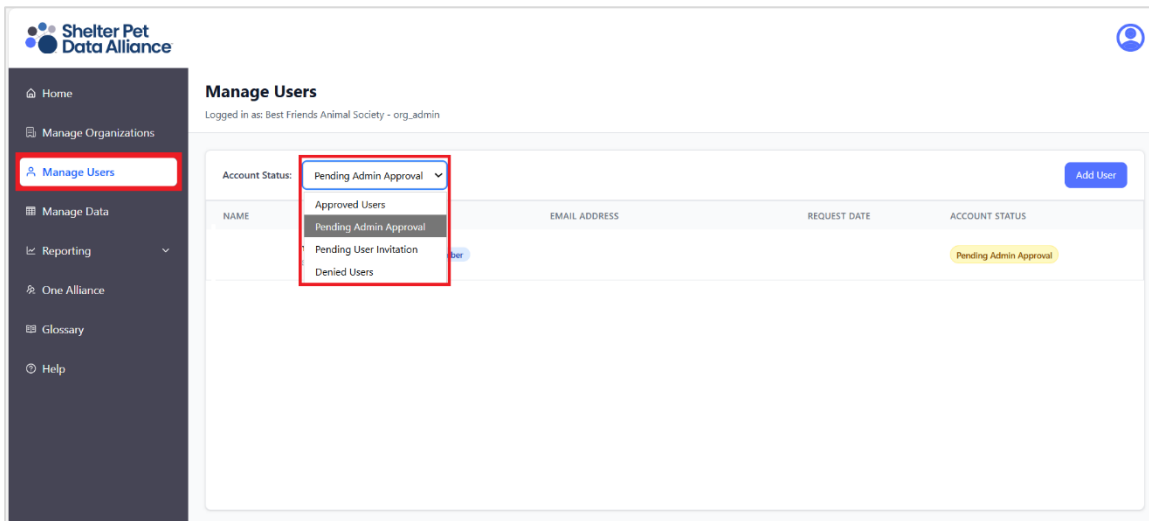 Shelter Pet
Data Alliance
Home
Manage Organizations
Manage Users
Manage Data
Reporting
One Alliance
Glossary
Help
Manage Users
Logged in as: Best Friends Animal Society - org_admin
Account Status: Pending Admin Approval Add User
Approved Users
Pending Admin Approval
Pending User Invitation
Denied Users
NAME EMAIL ADDRESS REQUEST DATE ACCOUNT STATUS
Pending Admin Approval